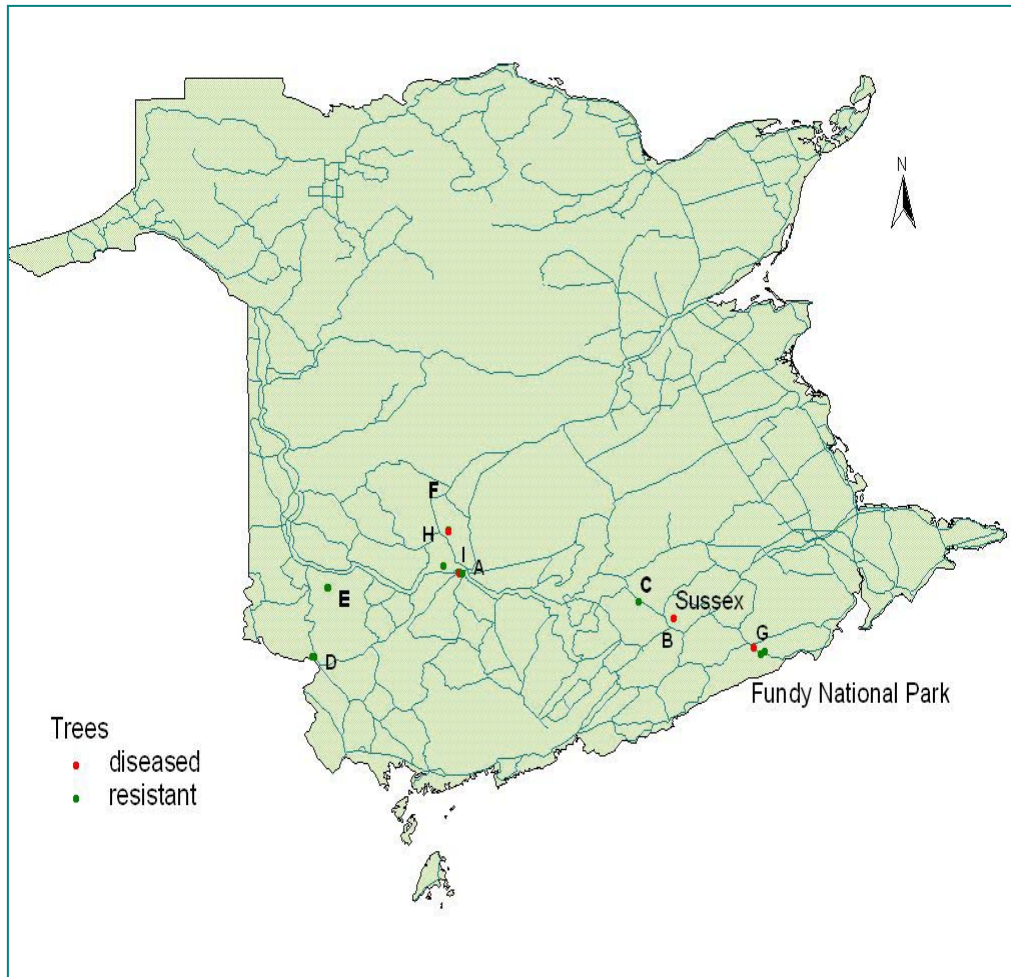 N
F
H
I
A
E
C
Sussex
B
D
G
Fundy National Park
Trees
diseased
resistant